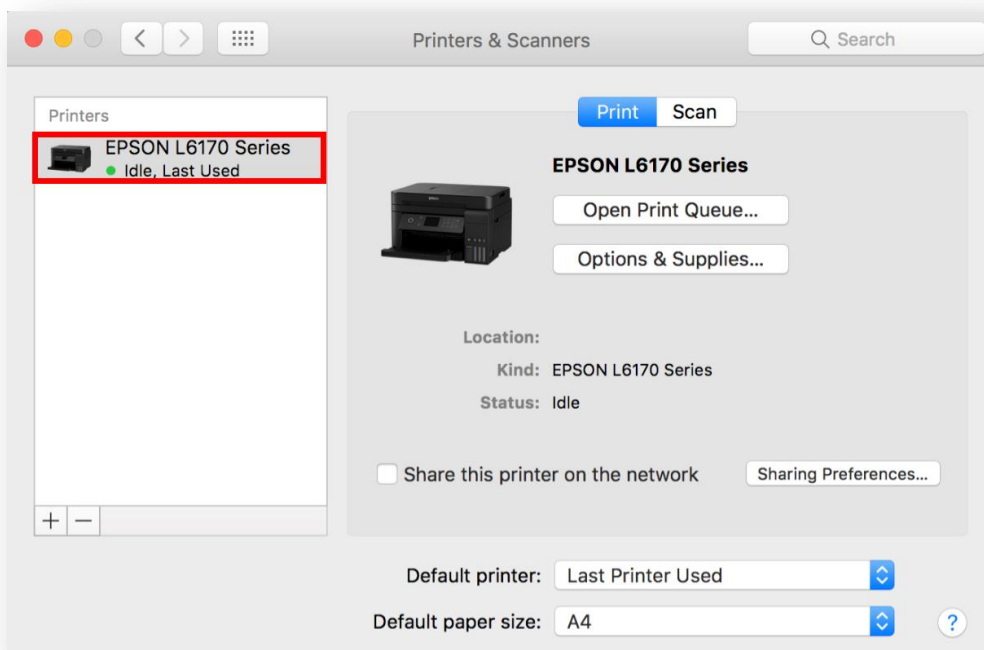 Printers & Scanners
Search
Printers
EPSON L6170 Series
Idle, Last Used
Print Scan
EPSON L6170 Series
Open Print Queue...
Options & Supplies...
Location:
Kind: EPSON L6170 Series
Status: Idle
Share this printer on the network
Sharing Preferences...
+ −
Default printer: Last Printer Used
Default paper size: A4
?